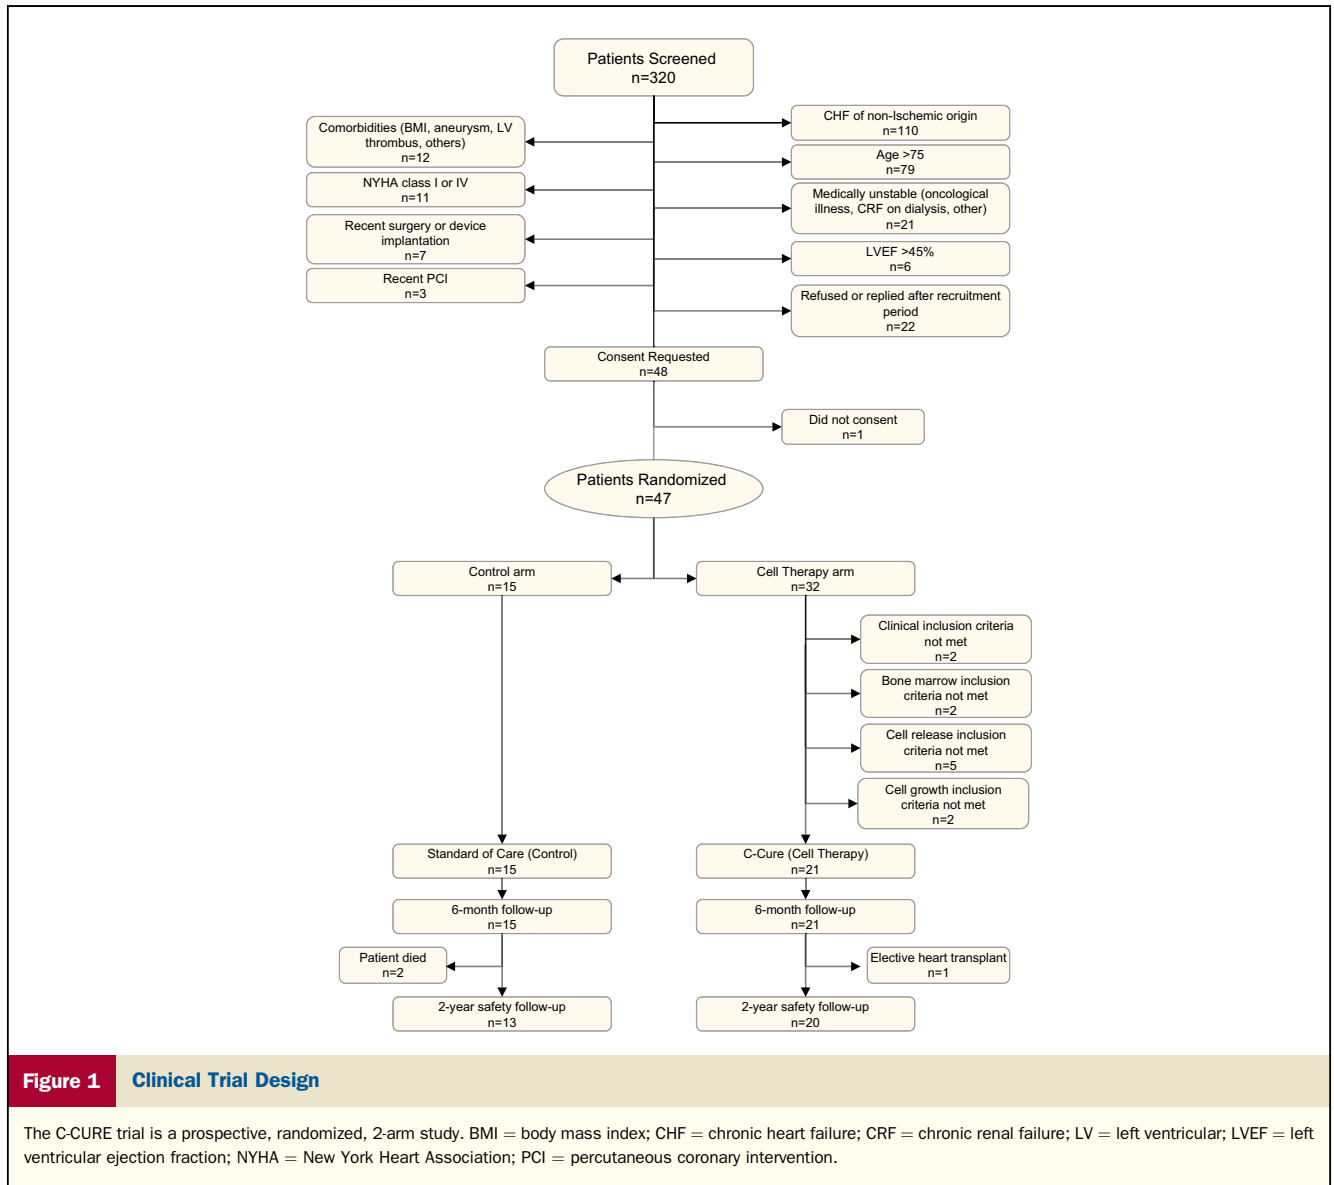 Patients Screened
n=320
Comorbidities (BMI, aneurysm, LV
thrombus, others)
n=12
NYHA class I or IV
n=11
Recent surgery or device
implantation
n=7
Recent PCI
n=3
CHF of non-Ischemic origin
n=110
Age >75
n=79
Medically unstable (oncological
illness, CRF on dialysis, other)
n=21
LVEF >45%
n=6
Refused or replied after recruitment
period
n=22
Consent Requested
n=48
Did not consent
n=1
Patients Randomized
n=47
Control arm
n=15
Cell Therapy arm
n=32
Clinical inclusion criteria
not met
n=2
Bone marrow inclusion
criteria not met
n=2
Cell release inclusion
criteria not met
n=5
Cell growth inclusion
criteria not met
n=2
Standard of Care (Control)
n=15
C-Cure (Cell Therapy)
n=21
6-month follow-up
n=15
6-month follow-up
n=21
Patient died
n=2
Elective heart transplant
n=1
2-year safety follow-up
n=13
2-year safety follow-up
n=20
Figure 1 Clinical Trial Design
The C-CURE trial is a prospective, randomized, 2-arm study. BMI = body mass index; CHF = chronic heart failure; CRF = chronic renal failure; LV = left ventricular; LVEF = left
ventricular ejection fraction; NYHA = New York Heart Association; PCI = percutaneous coronary intervention.